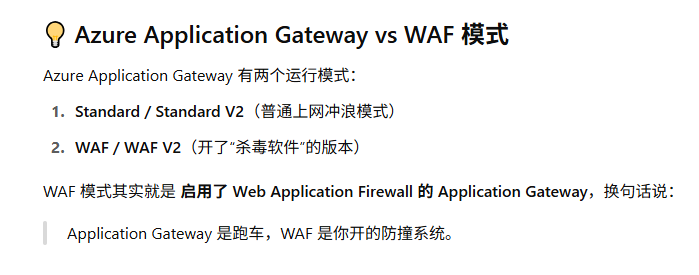 💡 Azure Application Gateway vs WAF 模式
Azure Application Gateway 有两个运行模式：
1. Standard / Standard V2（普通上网冲浪模式）
2. WAF / WAF V2（开了“杀毒软件”的版本）
WAF 模式其实就是 启用了 Web Application Firewall 的 Application Gateway，换句话说：
Application Gateway 是跑车，WAF 是你开的防撞系统。